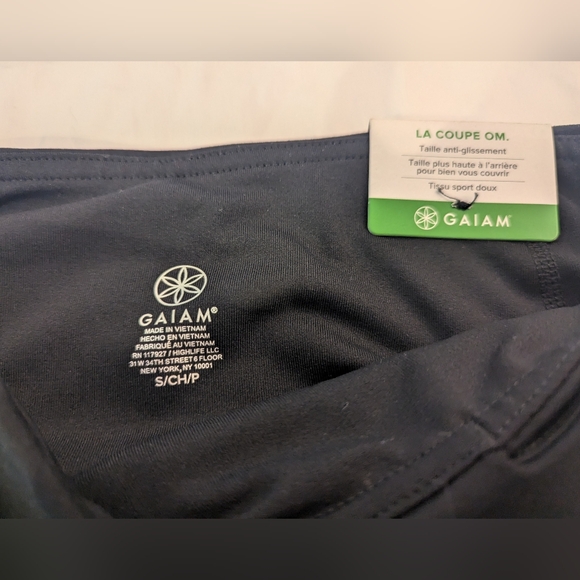 LA COUPE OM.
Taille anti-glissement
Taille plus haute à l'arrière
pour bien vous couvrir
Tissu sport doux
GAIAM
GAIAM®
MADE IN VIETNAM
HECHO EN VIETNAM
FABRIQUÉ AU VIETNAM
RN 117927 / HIGHLIFE LLC
31 W 34TH STREET 6 FLOOR
NEW YORK, NY 10001
S/CH/P